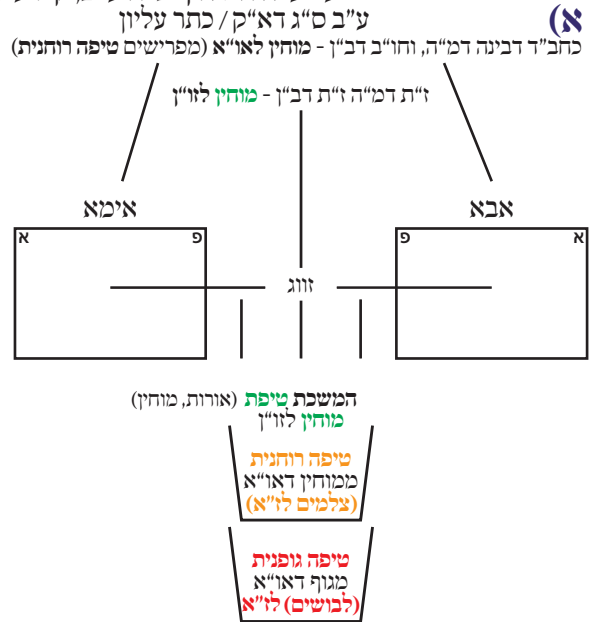 א)
ע"ב ס"ג דא"ק / כתר עליון
כחב"ד דבינה דמ"ה, וחו"ב דב"ן - מוחין לאו"א (מפרישים טיפה רוחנית)
ז"ת דמ"ה ז"ת דב"ן - מוחין לזו"ן
אבא
אימא
א
פ
פ
א
זווג
המשכת טיפת (אורות, מוחין)
מוחין לזו"ן
טיפה רוחנית
ממוחין דאו"א
(צלמים לז"א)
טיפה גופנית
מגוף דאו"א
(לבושים) לז"א